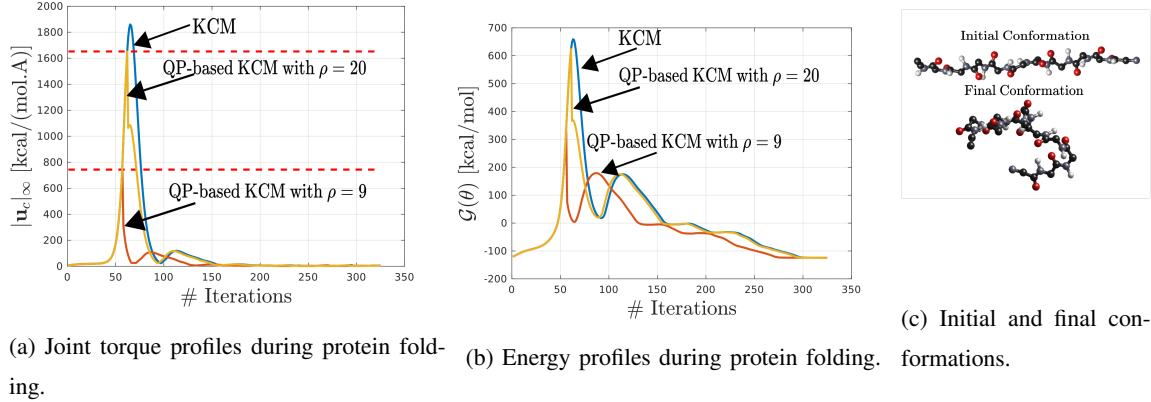 2000
1800
1600
1400
1200
1000
800
600
400
200
0
0
50
100
150
200
250
300
350
|u_c|∞ [kcal/(mol.A)]
# Iterations
KCM
QP-based KCM with ρ = 20
QP-based KCM with ρ = 9
(a) Joint torque profiles during protein fold-
ing.
700
600
500
400
300
200
100
0
-100
-200
0
50
100
150
200
250
300
350
G(θ) [kcal/mol]
# Iterations
KCM
QP-based KCM with ρ = 20
QP-based KCM with ρ = 9
(b) Energy profiles during protein folding.
Initial Conformation
Final Conformation
(c) Initial and final con-
formations.